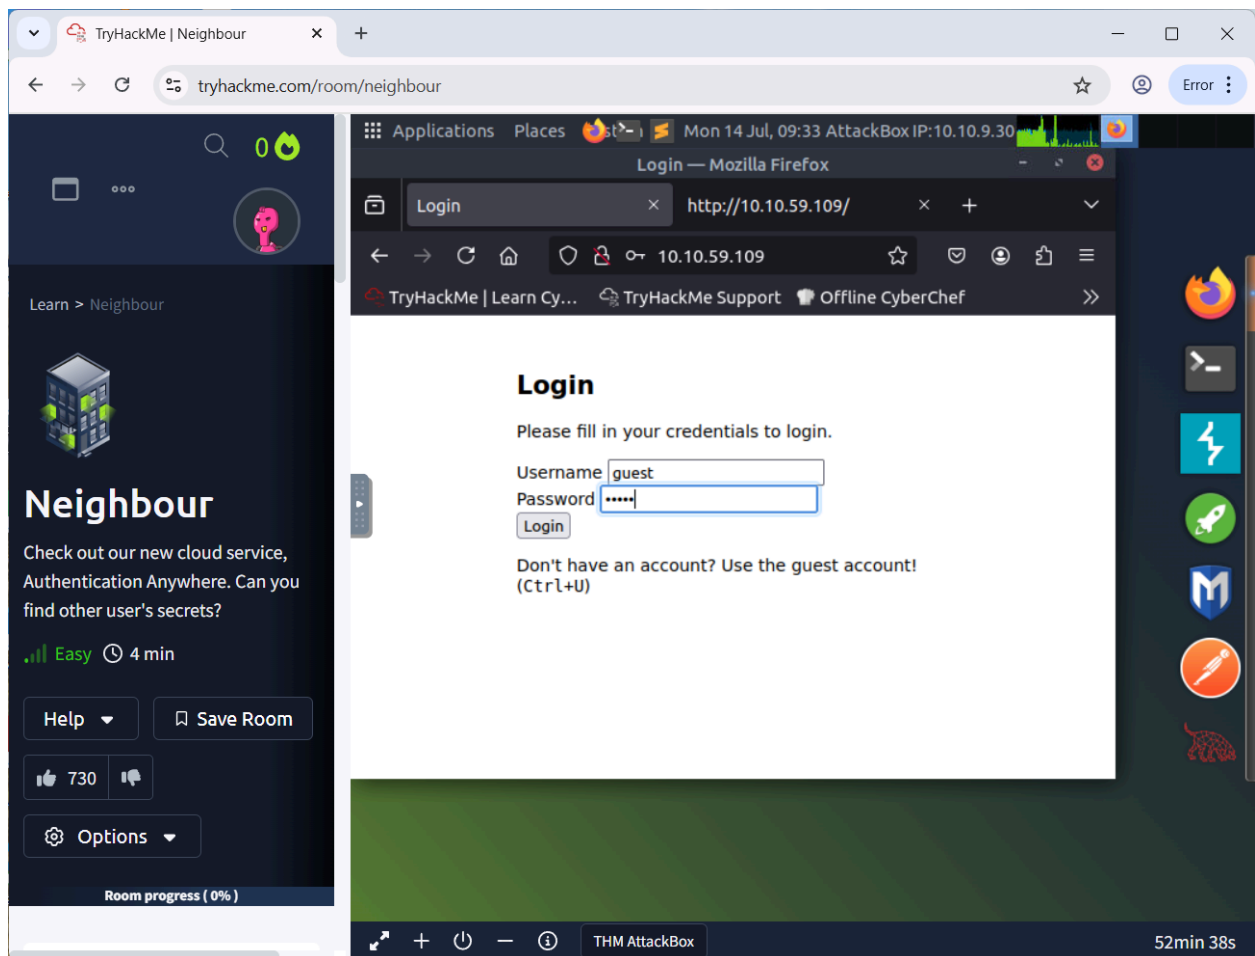 TryHackMe | Neighbour
tryhackme.com/room/neighbour
Error
0
Learn > Neighbour
Neighbour
Check out our new cloud service,
Authentication Anywhere. Can you
find other user's secrets?
Easy 4 min
Help
Save Room
730
Options
Room progress ( 0% )
Applications Places Mon 14 Jul, 09:33 AttackBox IP:10.10.9.30
Login — Mozilla Firefox
Login
http://10.10.59.109/
10.10.59.109
TryHackMe | Learn Cy... TryHackMe Support Offline CyberChef
Login
Please fill in your credentials to login.
Username guest
Password •••••
Login
Don't have an account? Use the guest account!
(Ctrl+U)
THM AttackBox
52min 38s